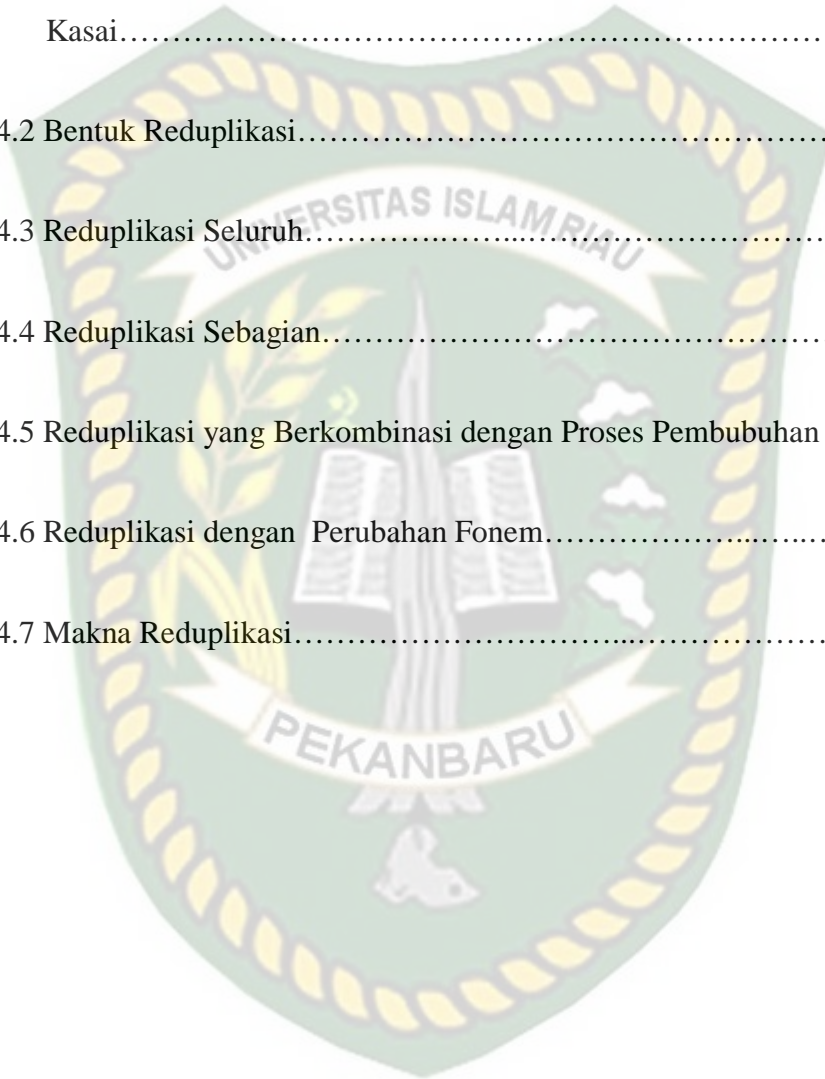 Kasai………………………………………………………………
4.2 Bentuk Reduplikasi……………………………………………….
4.3 Reduplikasi Seluruh………….……...…………………………
4.4 Reduplikasi Sebagian……………………………………………
4.5 Reduplikasi yang Berkombinasi dengan Proses Pembubuhan
4.6 Reduplikasi dengan  Perubahan Fonem………………...…..…
4.7 Makna Reduplikasi…………………………...…………………
UNIVERSITAS ISLAM RIAU
PEKANBARU